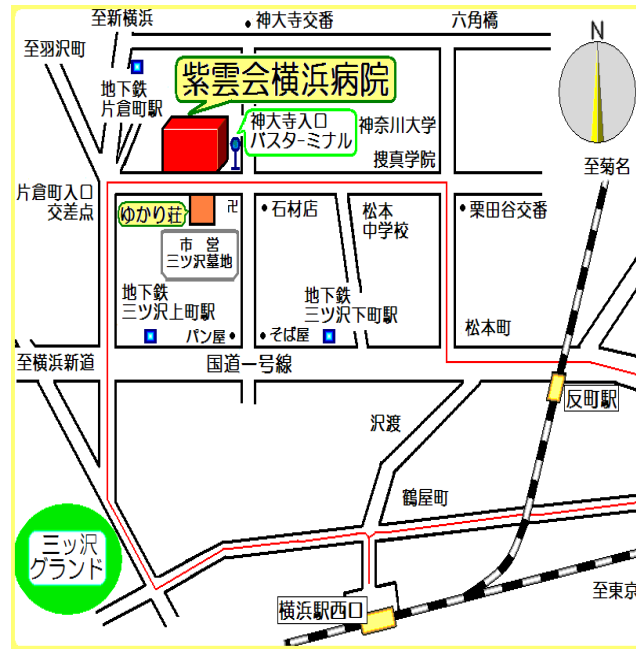 至新横浜
神大寺交番
六角橋
N
至羽沢町
地下鉄
片倉町駅
紫雲会横浜病院
神大寺入口
バスターミナル
神奈川大学
捜真学院
至菊名
片倉町入口
交差点
ゆかり荘
卍
石材店
松本
中学校
栗田谷交番
市 営
三ツ沢墓地
地下鉄
三ツ沢上町駅
地下鉄
三ツ沢下町駅
パン屋
そば屋
松本町
至横浜新道
国道一号線
反町駅
沢渡
鶴屋町
三ッ沢
グランド
横浜駅西口
至東京